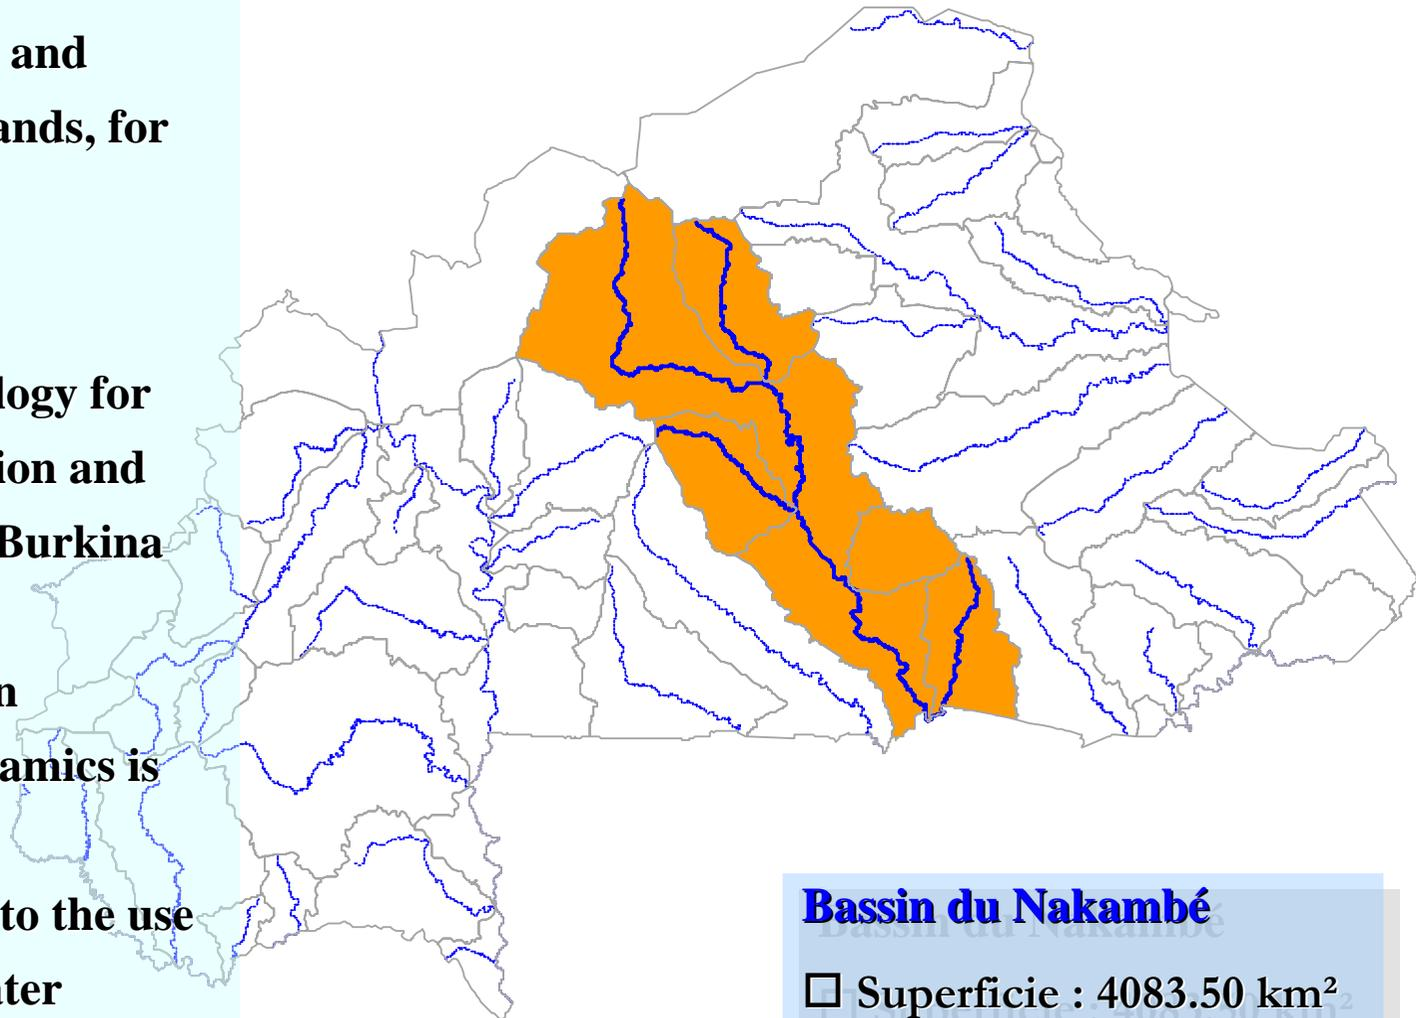 and
ands, for
logy for
ion and
Burkina
n
amics is
to the use
ater
Bassin du Nakambé
□ Superficie : 4083.50 km²